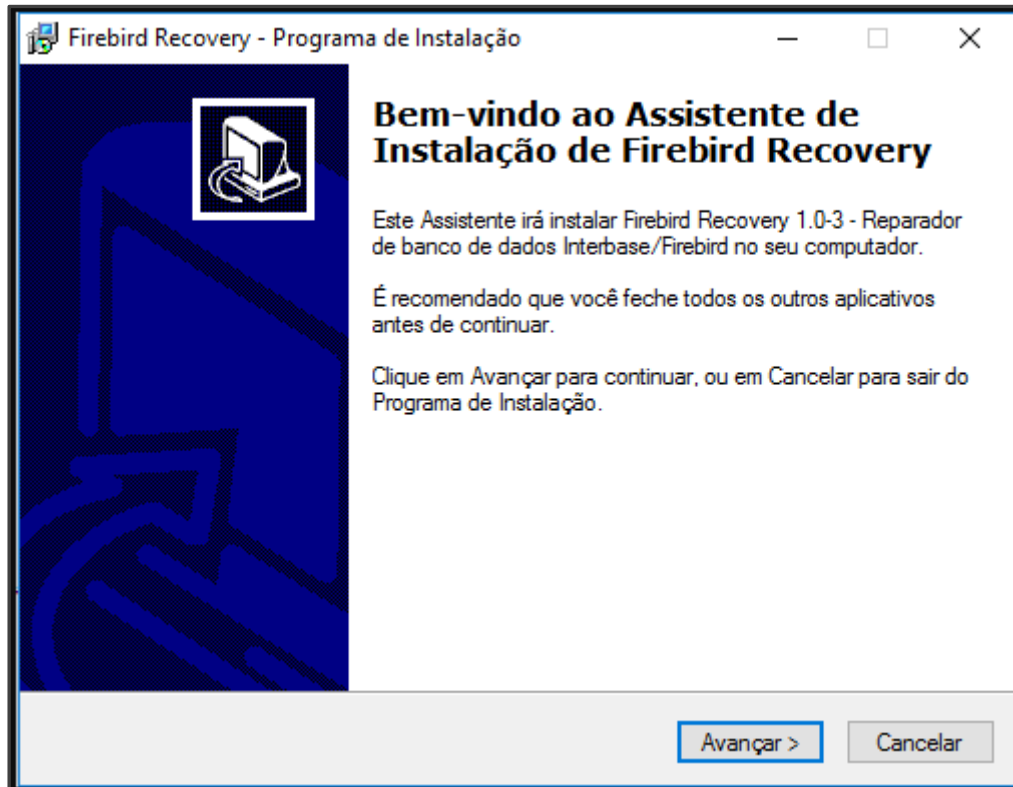 Firebird Recovery - Programa de Instalação
Bem-vindo ao Assistente de
Instalação de Firebird Recovery
Este Assistente irá instalar Firebird Recovery 1.0-3 - Reparador
de banco de dados Interbase/Firebird no seu computador.
É recomendado que você feche todos os outros aplicativos
antes de continuar.
Clique em Avançar para continuar, ou em Cancelar para sair do
Programa de Instalação.
Avançar >
Cancelar